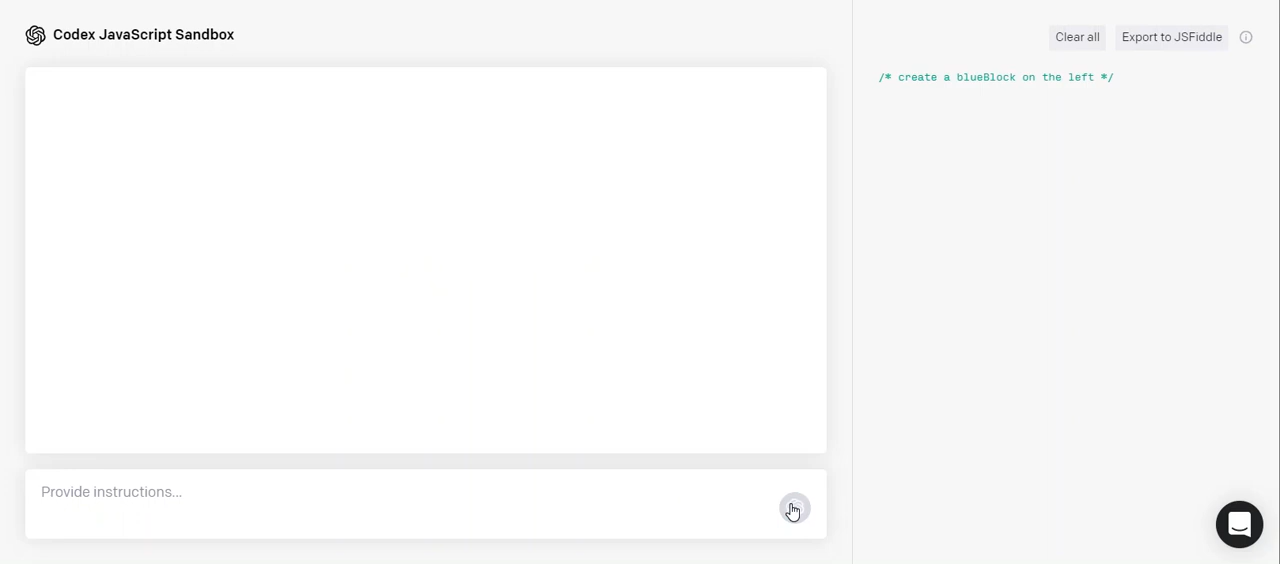 Codex JavaScript Sandbox
Clear all
Export to JSFiddle
/* create a blueBlock on the left */
Provide instructions...